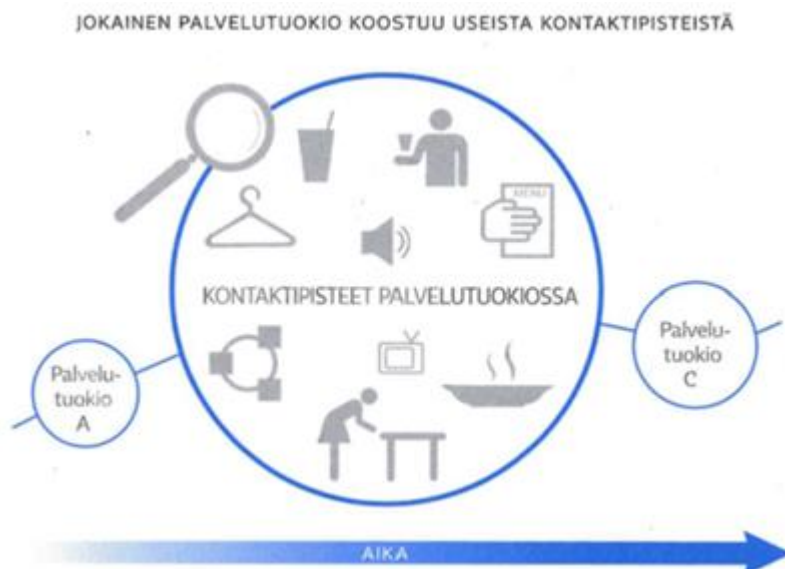 JOKAINEN PALVELUTUOKIO KOOSTUU USEISTA KONTAKTIPISTEISTÄ
MENU
KONTAKTIPISTEET PALVELUTUOKIOSSA
Palvelu-
tuokio
A
Palvelu-
tuokio
C
AIKA